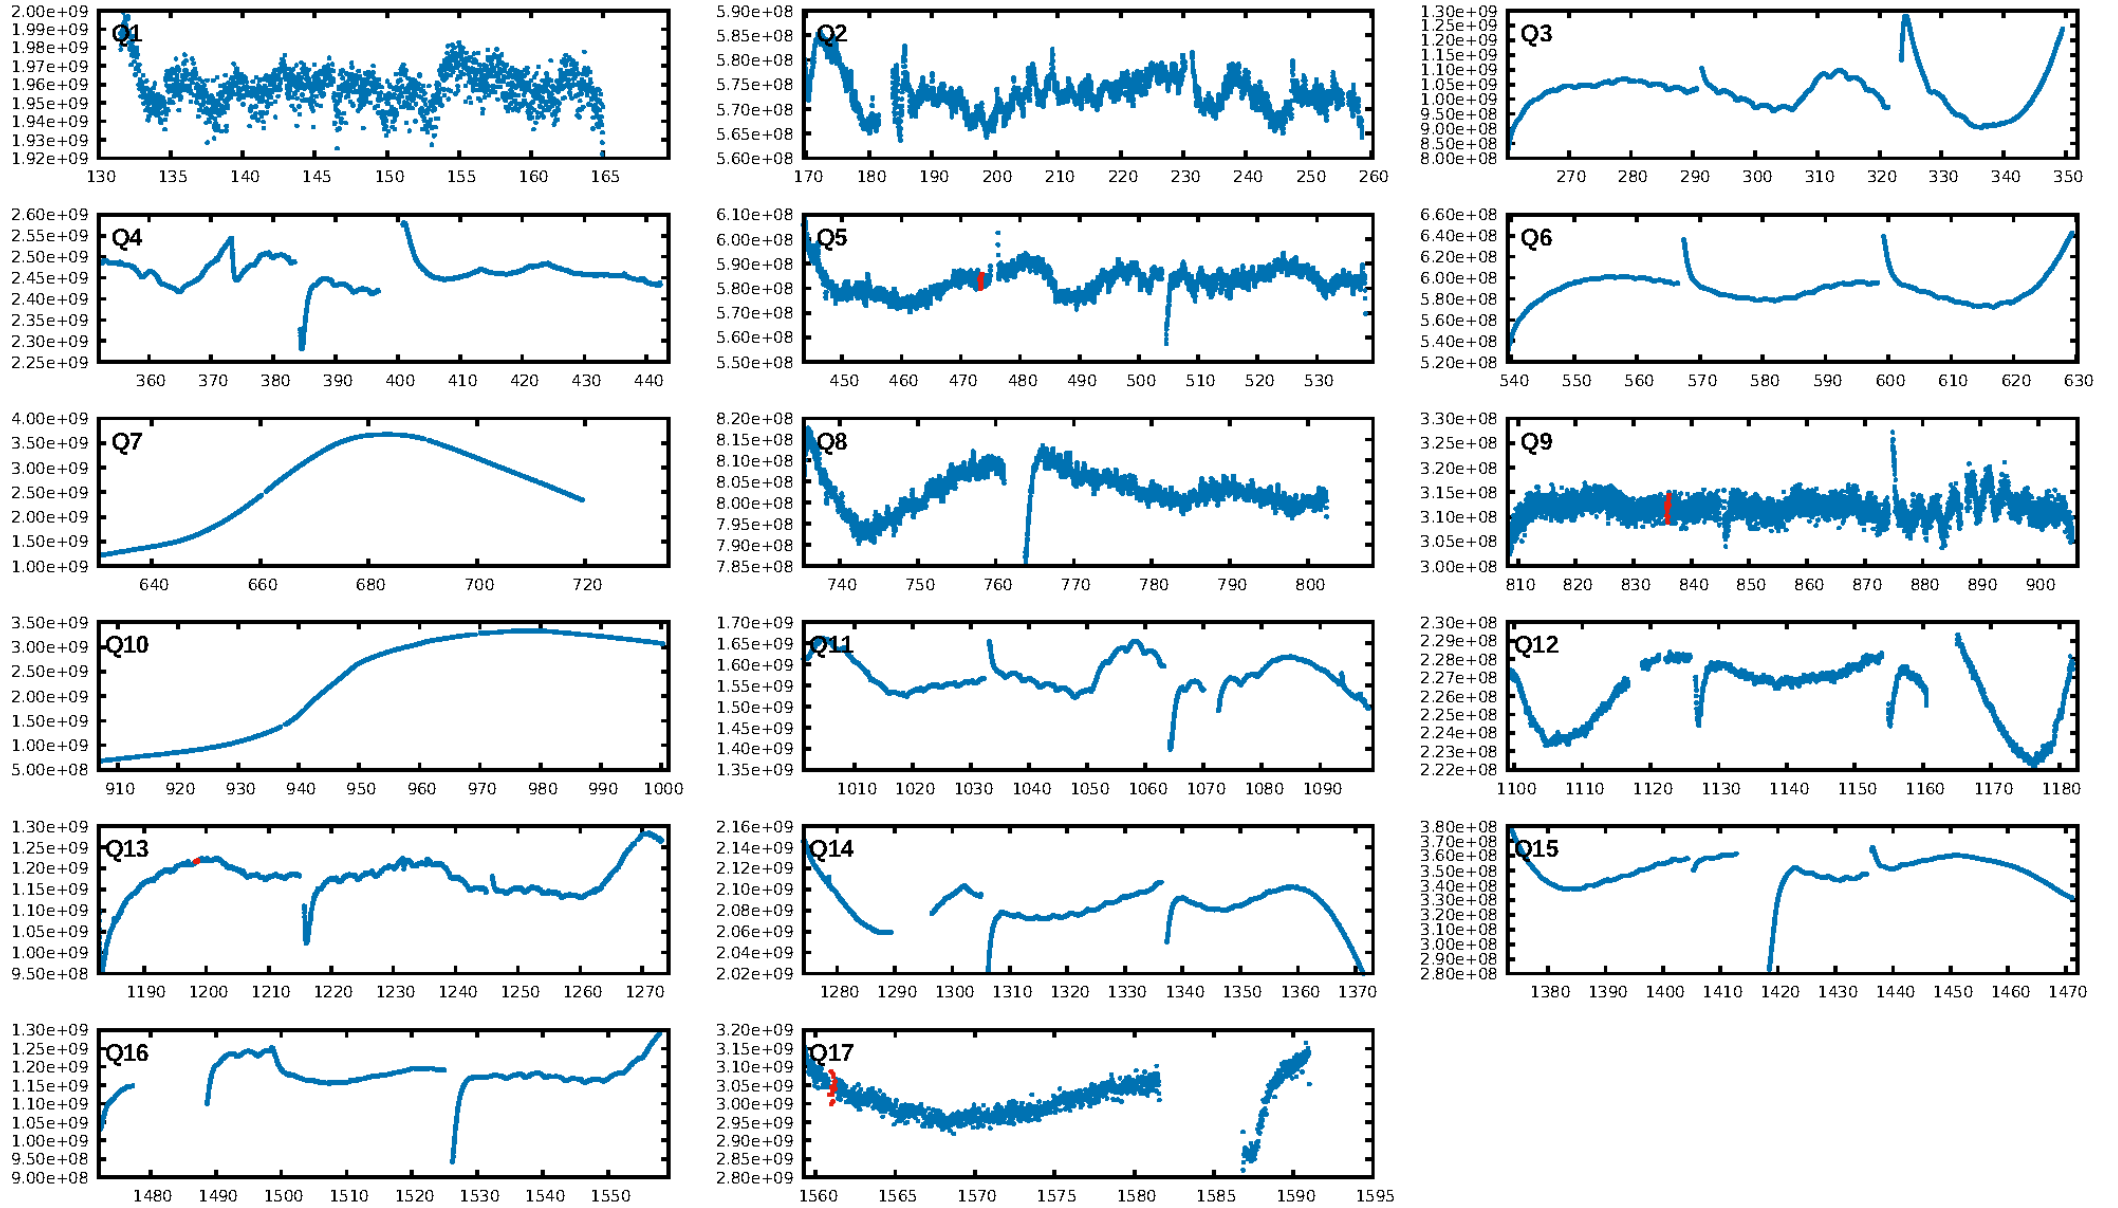 2.00e+09 1.99e+09 1.98e+09 1.97e+09 1.96e+09 1.95e+09 1.94e+09 1.93e+09 1.92e+09
Q1
130 135 140 145 150 155 160 165
5.90e+08 5.85e+08 5.80e+08 5.75e+08 5.70e+08 5.65e+08 5.60e+08
Q2
170 180 190 200 210 220 230 240 250 260
1.30e+09 1.25e+09 1.20e+09 1.15e+09 1.10e+09 1.05e+09 1.00e+09 9.50e+08 9.00e+08 8.50e+08 8.00e+08
Q3
270 280 290 300 310 320 330 340 350
2.60e+09 2.55e+09 2.50e+09 2.45e+09 2.40e+09 2.35e+09 2.30e+09 2.25e+09
Q4
360 370 380 390 400 410 420 430 440
6.10e+08 6.00e+08 5.90e+08 5.80e+08 5.70e+08 5.60e+08 5.50e+08
Q5
450 460 470 480 490 500 510 520 530
6.60e+08 6.40e+08 6.20e+08 6.00e+08 5.80e+08 5.60e+08 5.40e+08 5.20e+08
Q6
540 550 560 570 580 590 600 610 620 630
4.00e+09 3.50e+09 3.00e+09 2.50e+09 2.00e+09 1.50e+09 1.00e+09
Q7
640 660 680 700 720
8.20e+08 8.15e+08 8.10e+08 8.05e+08 8.00e+08 7.95e+08 7.90e+08 7.85e+08
Q8
740 750 760 770 780 790 800
3.30e+08 3.25e+08 3.20e+08 3.15e+08 3.10e+08 3.05e+08 3.00e+08
Q9
810 820 830 840 850 860 870 880 890 900
3.50e+09 3.00e+09 2.50e+09 2.00e+09 1.50e+09 1.00e+09 5.00e+08
Q10
910 920 930 940 950 960 970 980 990 1000
1.70e+09 1.65e+09 1.60e+09 1.55e+09 1.50e+09 1.45e+09 1.40e+09 1.35e+09
Q11
1010 1020 1030 1040 1050 1060 1070 1080 1090
2.30e+08 2.29e+08 2.28e+08 2.27e+08 2.26e+08 2.25e+08 2.24e+08 2.23e+08 2.22e+08
Q12
1100 1110 1120 1130 1140 1150 1160 1170 1180
1.30e+09 1.25e+09 1.20e+09 1.15e+09 1.10e+09 1.05e+09 1.00e+09 9.50e+08
Q13
1190 1200 1210 1220 1230 1240 1250 1260 1270
2.16e+09 2.14e+09 2.12e+09 2.10e+09 2.08e+09 2.06e+09 2.04e+09 2.02e+09
Q14
1280 1290 1300 1310 1320 1330 1340 1350 1360 1370
3.80e+08 3.70e+08 3.60e+08 3.50e+08 3.40e+08 3.30e+08 3.20e+08 3.10e+08 3.00e+08 2.90e+08 2.80e+08
Q15
1380 1390 1400 1410 1420 1430 1440 1450 1460 1470
1.30e+09 1.25e+09 1.20e+09 1.15e+09 1.10e+09 1.05e+09 1.00e+09 9.50e+08 9.00e+08
Q16
1480 1490 1500 1510 1520 1530 1540 1550
3.20e+09 3.15e+09 3.10e+09 3.05e+09 3.00e+09 2.95e+09 2.90e+09 2.85e+09 2.80e+09
Q17
1560 1565 1570 1575 1580 1585 1590 1595